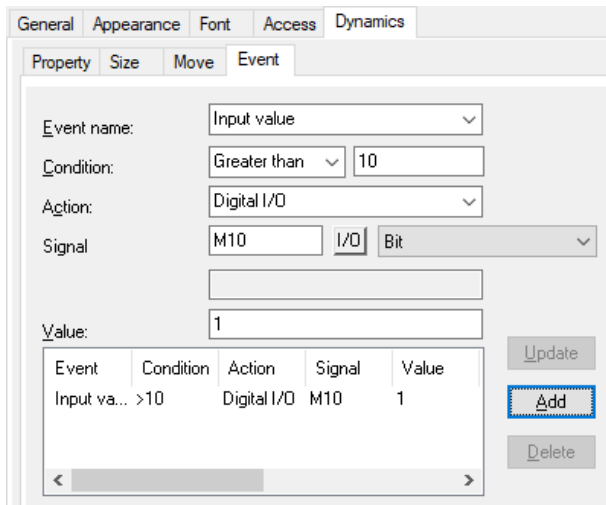 General Appearance Font Access Dynamics
Property Size Move Event
Event name: Input value
Condition: Greater than 10
Action: Digital I/O
Signal M10 I/O Bit
Value: 1
Update
Event Condition Action Signal Value
Input va... >10 Digital I/O M10 1
Add
Delete